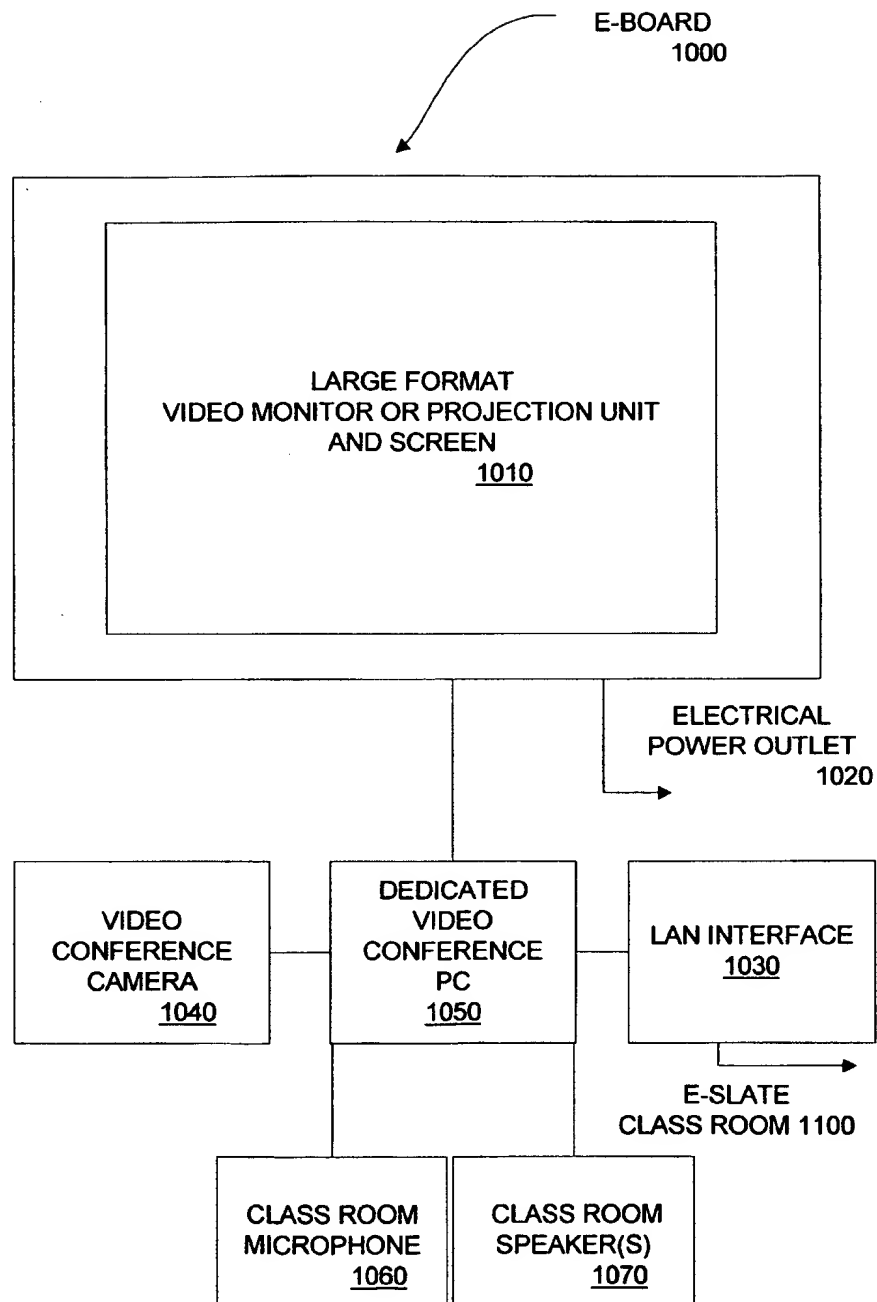 E-BOARD
1000
LARGE FORMAT
VIDEO MONITOR OR PROJECTION UNIT
AND SCREEN
1010
ELECTRICAL
POWER OUTLET
1020
VIDEO
CONFERENCE
CAMERA
1040
DEDICATED
VIDEO
CONFERENCE
PC
1050
LAN INTERFACE
1030
E-SLATE
CLASS ROOM 1100
CLASS ROOM
MICROPHONE
1060
CLASS ROOM
SPEAKER(S)
1070